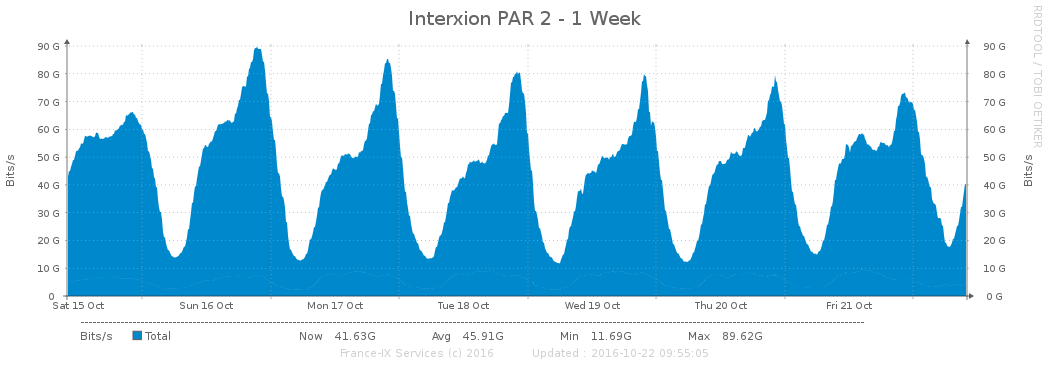 Interxion PAR 2 - 1 Week
RRDTOOL / TOBI OETIKER
Bits/s
90 G 90 G
80 G 80 G
70 G 70 G
60 G 60 G
50 G 50 G
40 G 40 G
30 G 30 G
20 G 20 G
10 G 10 G
0 0 G
Bits/s
Sat 15 Oct Sun 16 Oct Mon 17 Oct Tue 18 Oct Wed 19 Oct Thu 20 Oct Fri 21 Oct
Bits/s Total Now 41.63G Avg 45.91G Min 11.69G Max 89.62G
France-IX Services (c) 2016 Updated : 2016-10-22 09:55:05